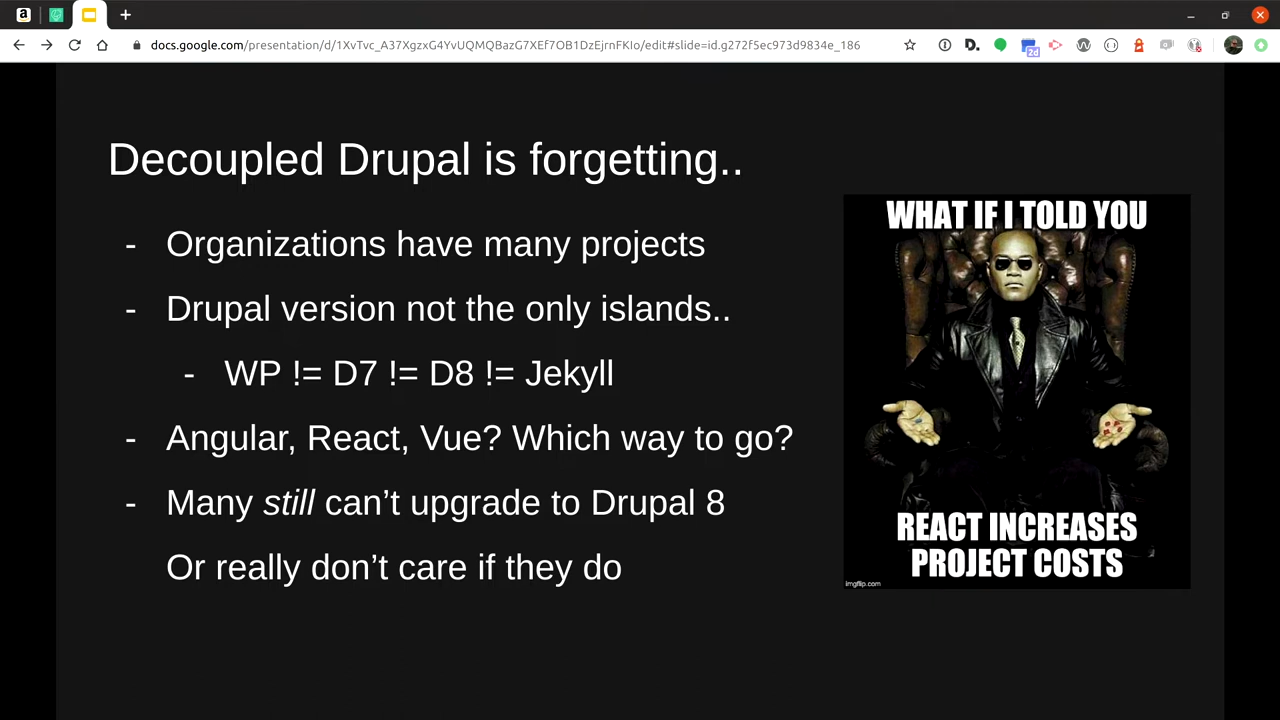 docs.google.com/presentation/d/1XvTvc_A37XgzxG4YvUQMQBazG7XEf7OB1DzEjrnFKIo/edit#slide=id.g272f5ec973d9834e_186
2d
Decoupled Drupal is forgetting..
- Organizations have many projects
- Drupal version not the only islands..
- WP != D7 != D8 != Jekyll
- Angular, React, Vue? Which way to go?
- Many still can’t upgrade to Drupal 8
Or really don’t care if they do
WHAT IF I TOLD YOU
REACT INCREASES
PROJECT COSTS
imgflip.com